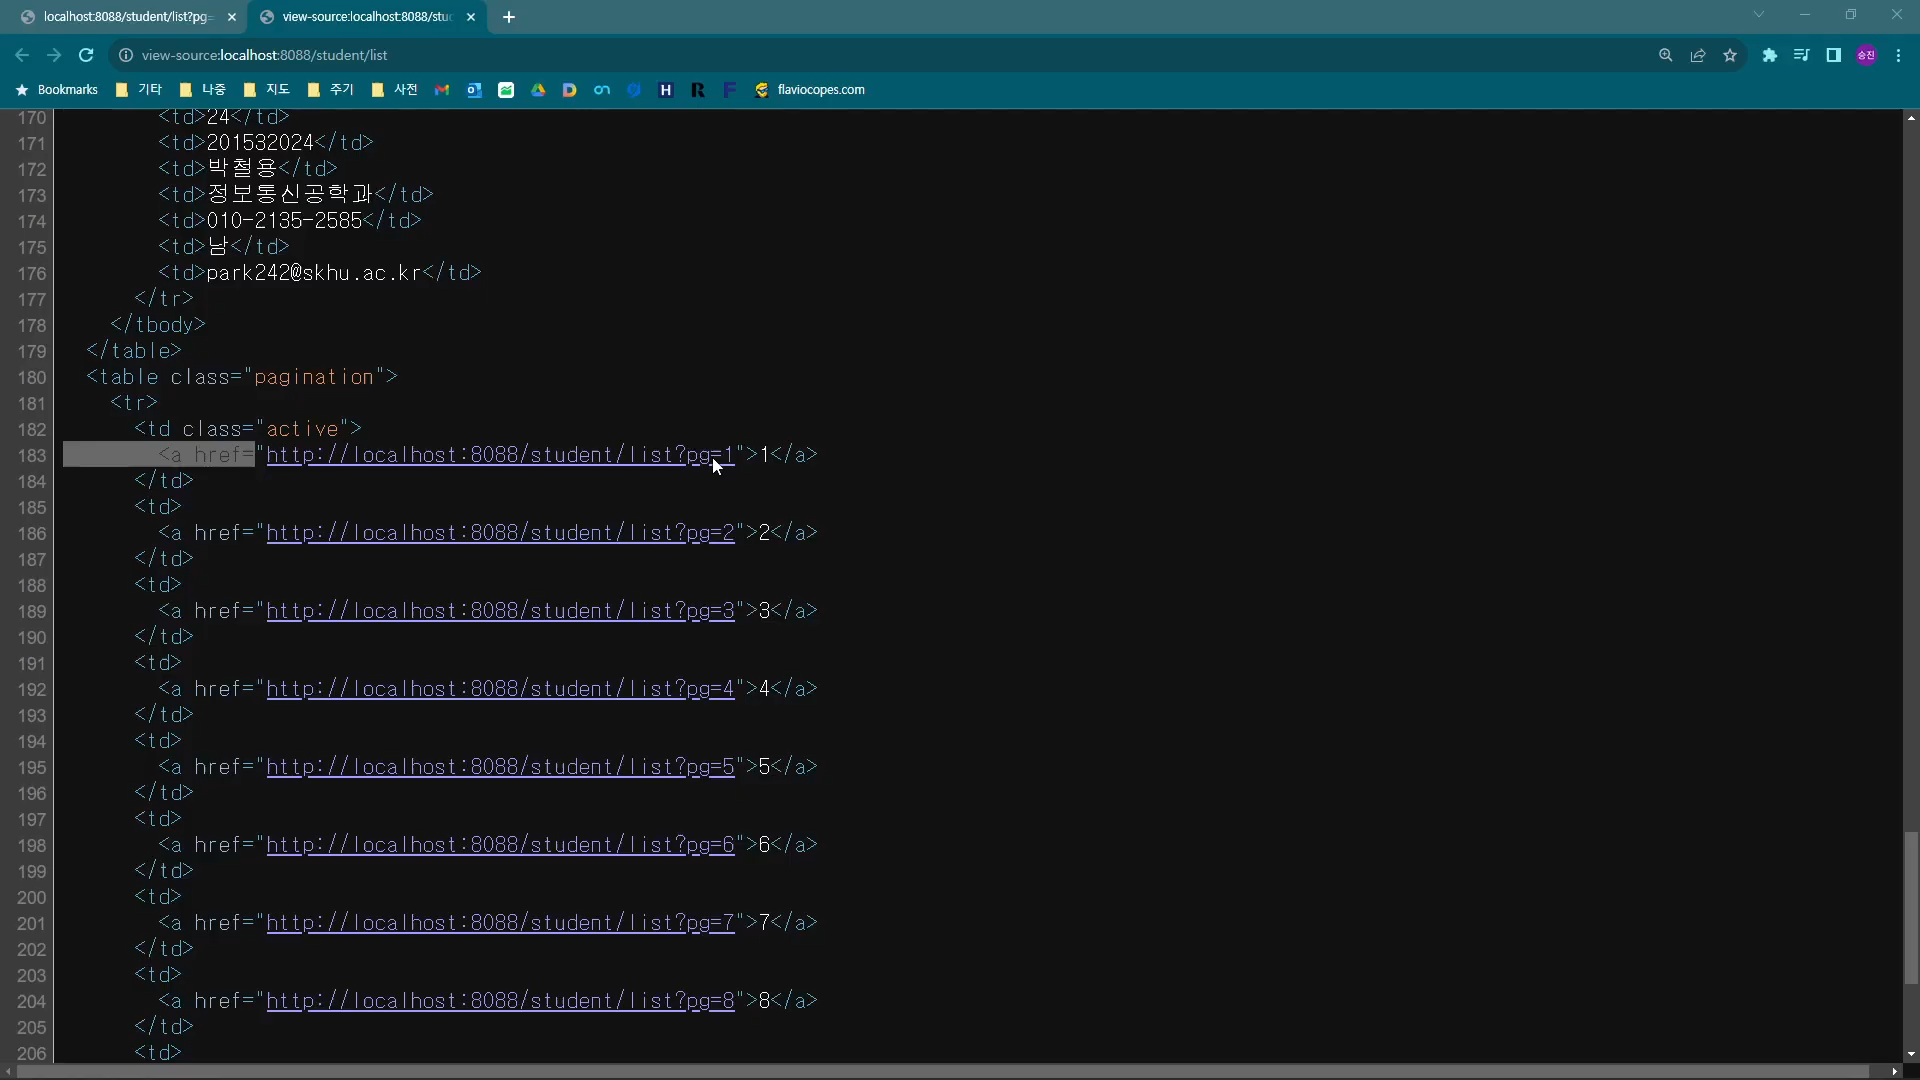 localhost:8088/student/list?pg=
view-source:localhost:8088/stu
view-source:localhost:8088/student/list
승진
Bookmarks 기타 나중 지도 주기 사전 flaviocopes.com
170 <td>24</td>
171 <td>201532024</td>
172 <td>박철용</td>
173 <td>정보통신공학과</td>
174 <td>010-2135-2585</td>
175 <td>남</td>
176 <td>park242@skhu.ac.kr</td>
177 </tr>
178 </tbody>
179 </table>
180 <table class="pagination">
181 <tr>
182 <td class="active">
183 <a href="http://localhost:8088/student/list?pg=1">1</a>
184 </td>
185 <td>
186 <a href="http://localhost:8088/student/list?pg=2">2</a>
187 </td>
188 <td>
189 <a href="http://localhost:8088/student/list?pg=3">3</a>
190 </td>
191 <td>
192 <a href="http://localhost:8088/student/list?pg=4">4</a>
193 </td>
194 <td>
195 <a href="http://localhost:8088/student/list?pg=5">5</a>
196 </td>
197 <td>
198 <a href="http://localhost:8088/student/list?pg=6">6</a>
199 </td>
200 <td>
201 <a href="http://localhost:8088/student/list?pg=7">7</a>
202 </td>
203 <td>
204 <a href="http://localhost:8088/student/list?pg=8">8</a>
205 </td>
206 <td>